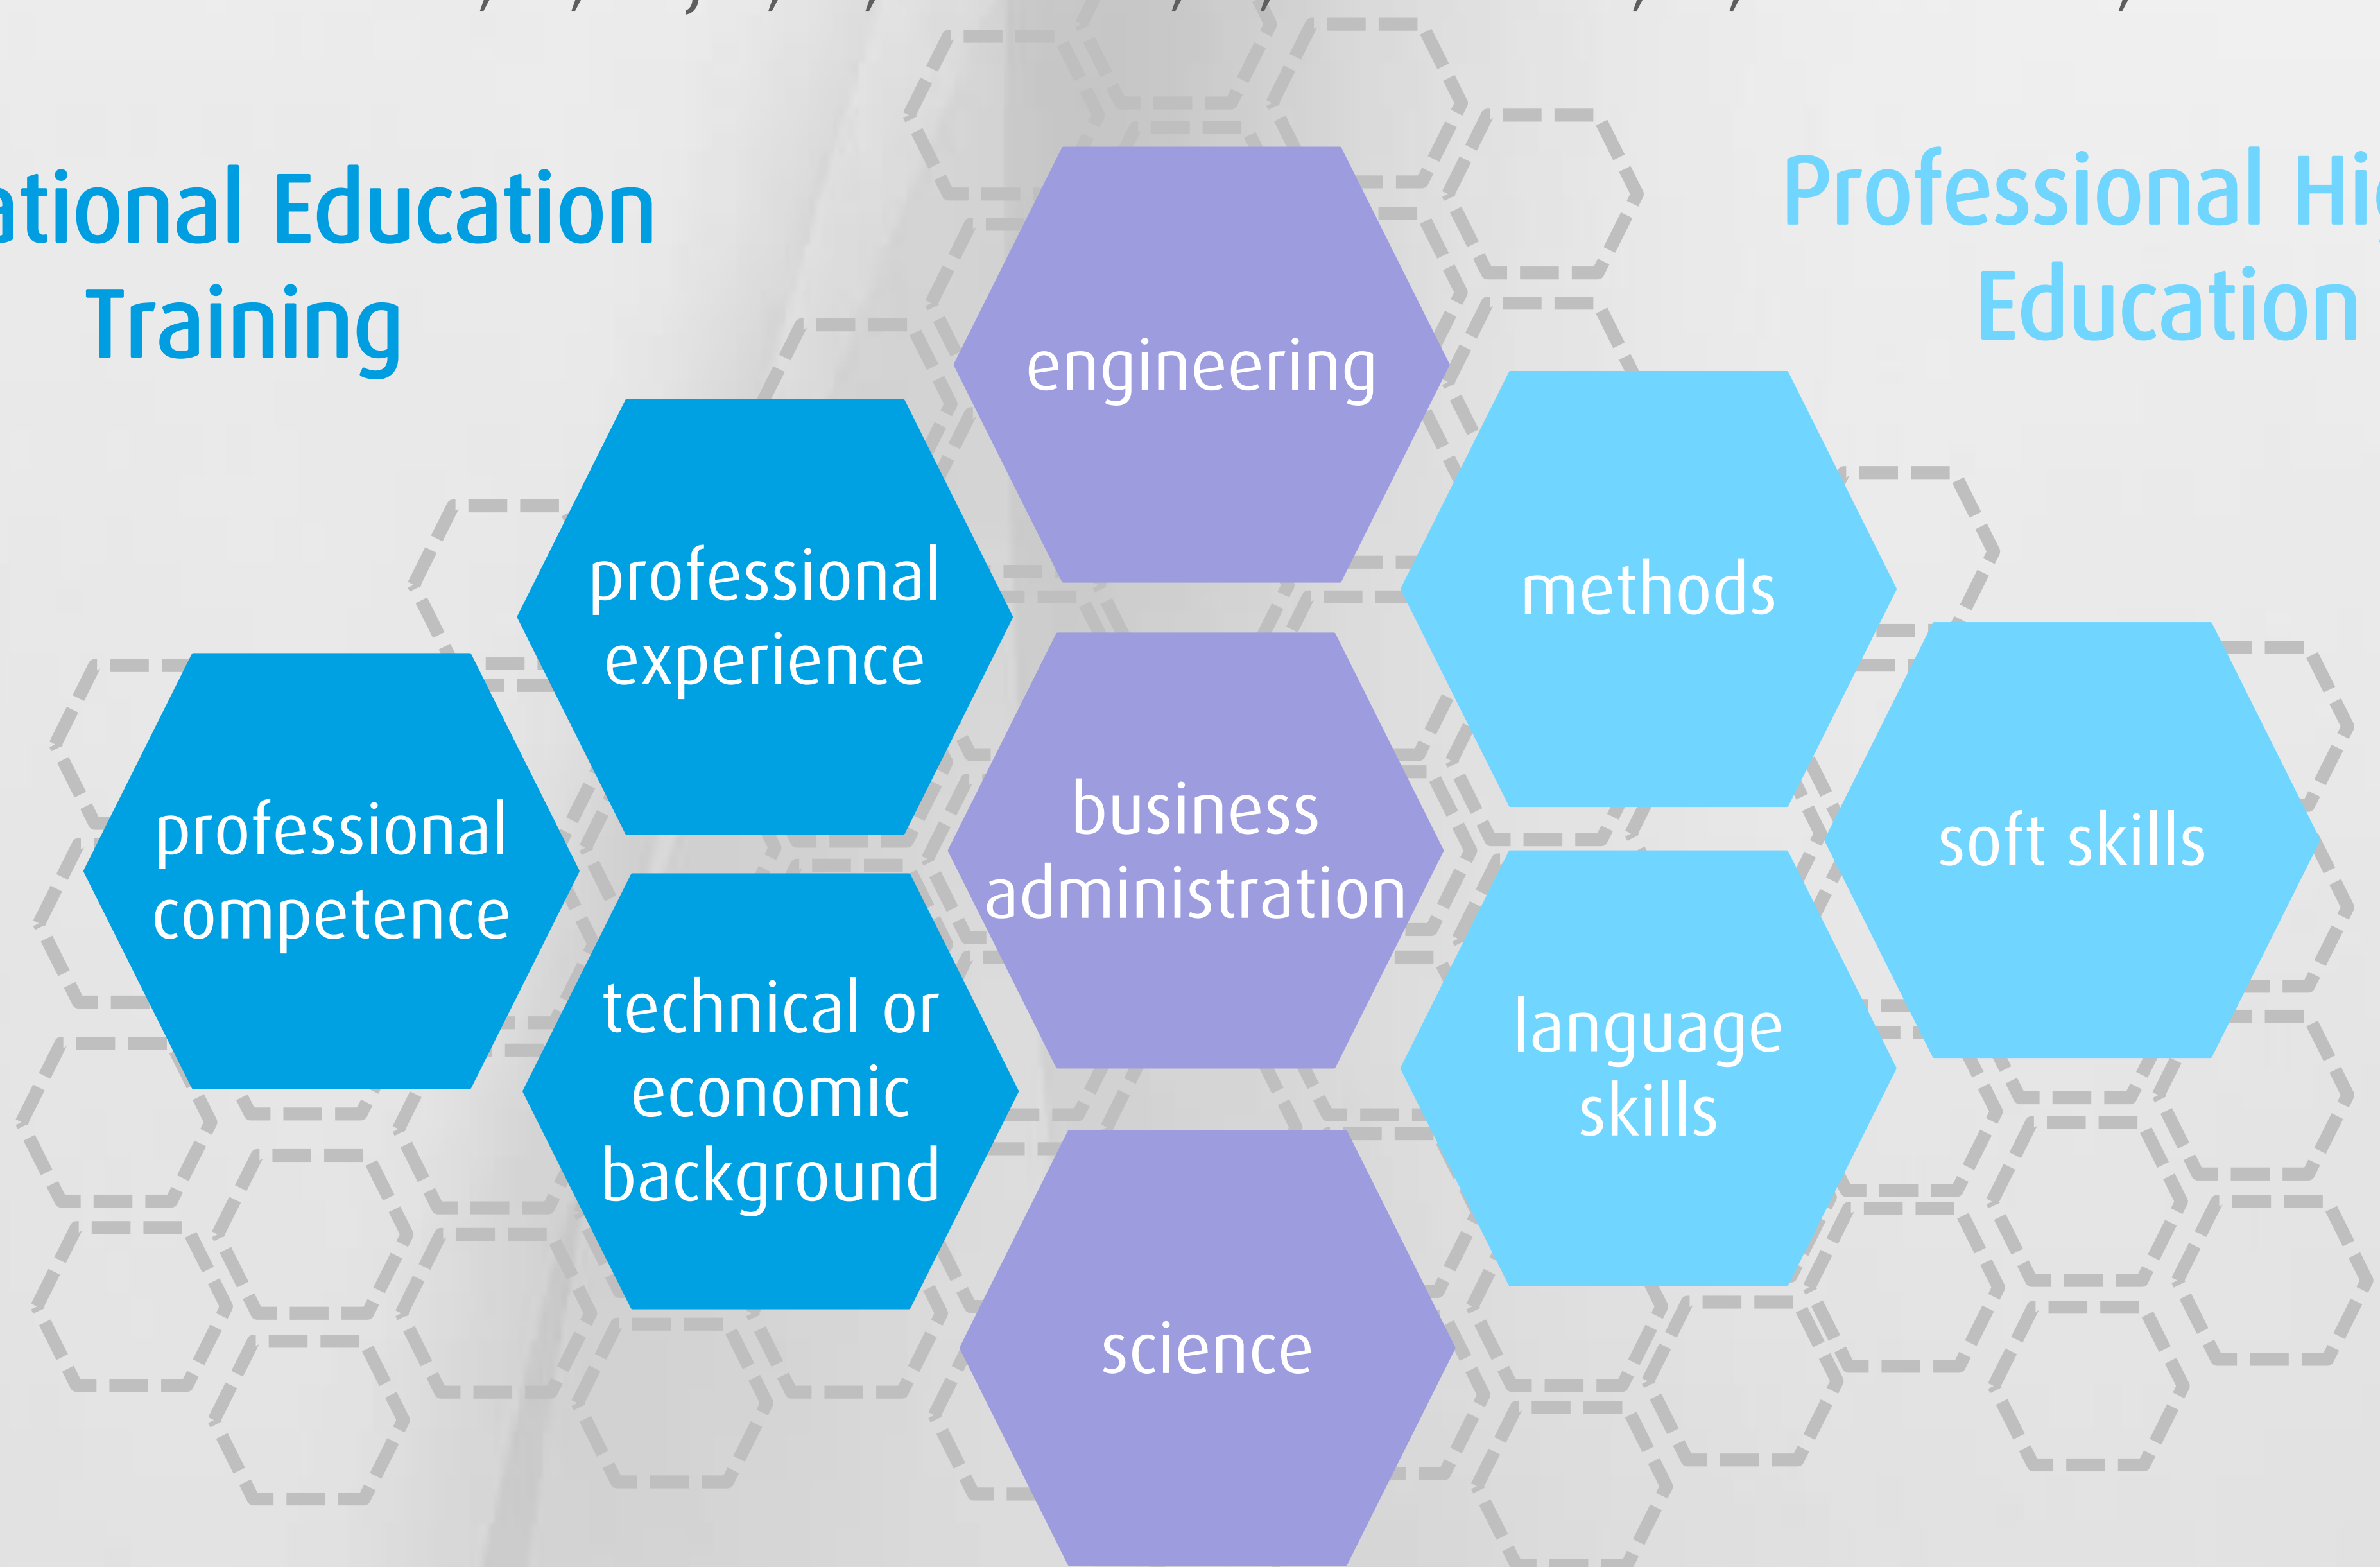 ational Education
Training
Professional Hi
Education
engineering
professional
experience
methods
professional
competence
business
administration
soft skills
technical or
economic
background
language
skills
science